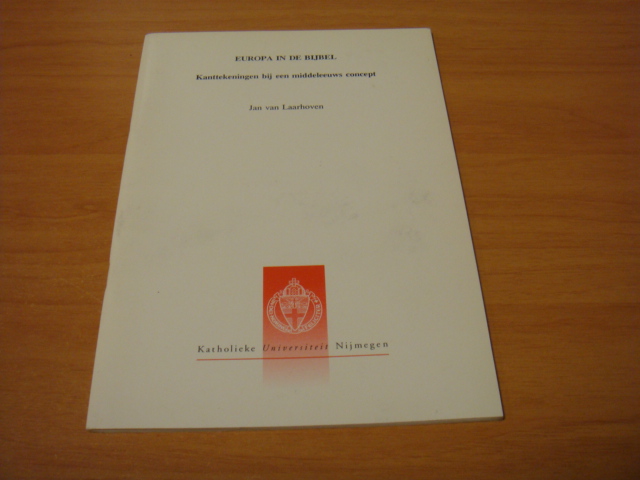 EUROPA IN DE BIJBEL
Kanttekeningen bij een middeleeuws concept
Jan van Laarhoven
Katholieke Universiteit Nijmegen